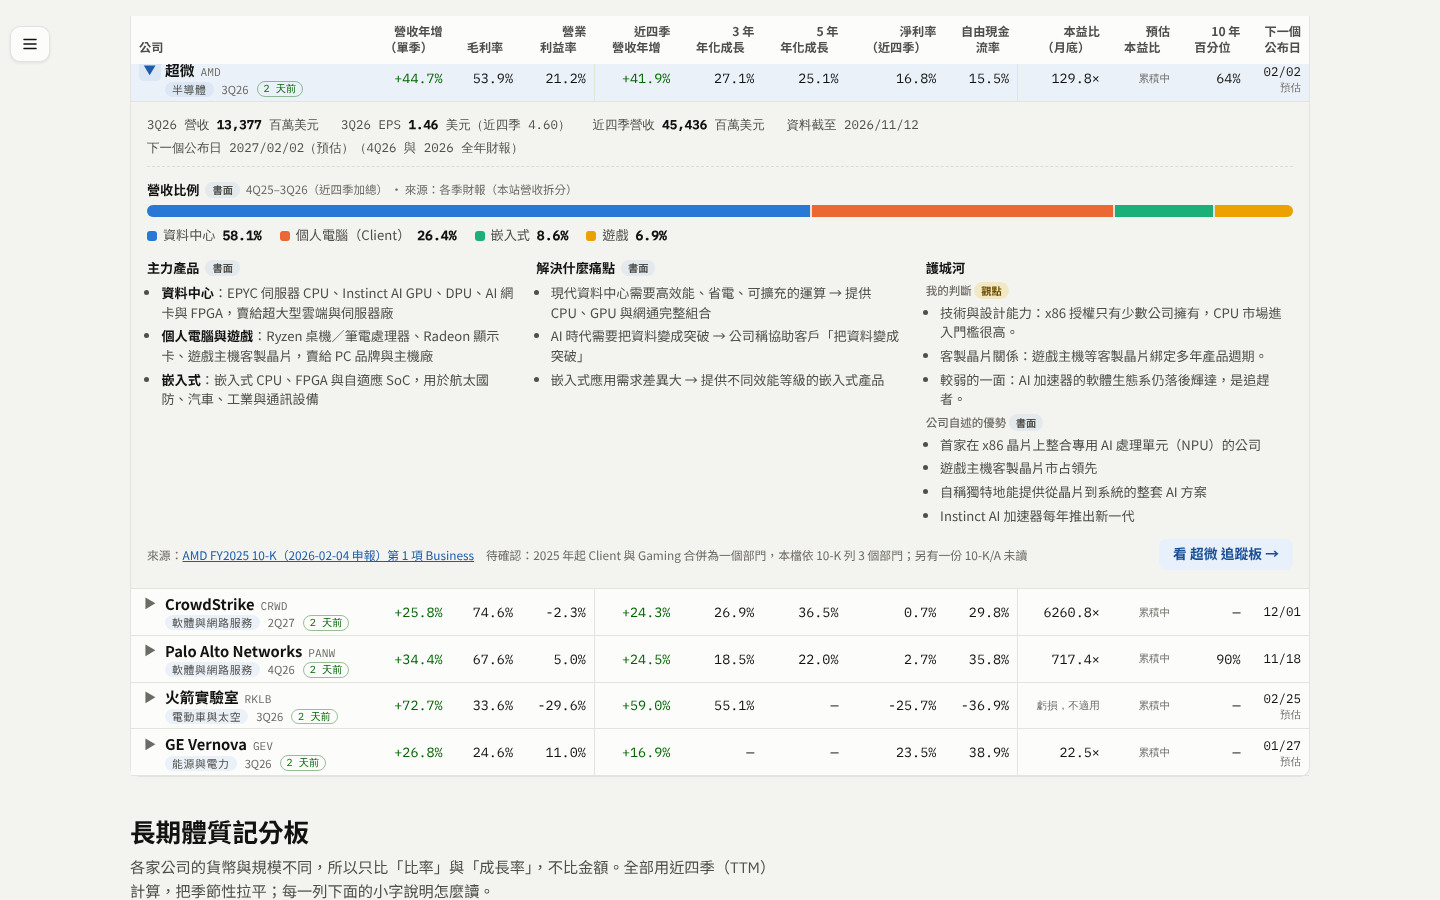 公司 營收年增（單季） 毛利率 營業利益率 近四季營收年增 3 年年化成長 5 年年化成長 淨利率（近四季） 自由現金流率 本益比（月底） 預估本益比 10 年百分位 下一個公布日
▼ 超微 AMD +44.7% 53.9% 21.2% +41.9% 27.1% 25.1% 16.8% 15.5% 129.8× 累積中 64% 02/02 預估
半導體 3Q26 2 天前
3Q26 營收 13,377 百萬美元 3Q26 EPS 1.46 美元（近四季 4.60） 近四季營收 45,436 百萬美元 資料截至 2026/11/12
下一個公布日 2027/02/02（預估）（4Q26 與 2026 全年財報）
營收比例 書面 4Q25–3Q26（近四季加總）・來源：各季財報（本站營收拆分）
資料中心 58.1% 個人電腦（Client） 26.4% 嵌入式 8.6% 遊戲 6.9%
主力產品 書面
資料中心：EPYC 伺服器 CPU、Instinct AI GPU、DPU、AI 網
卡與 FPGA，賣給超大型雲端與伺服器廠
個人電腦與遊戲：Ryzen 桌機／筆電處理器、Radeon 顯示
卡、遊戲主機客製晶片，賣給 PC 品牌與主機廠
嵌入式：嵌入式 CPU、FPGA 與自適應 SoC，用於航太國
防、汽車、工業與通訊設備
解決什麼痛點 書面
現代資料中心需要高效能、省電、可擴充的運算 → 提供
CPU、GPU 與網通完整組合
AI 時代需要把資料變成突破 → 公司稱協助客戶「把資料變成
突破」
嵌入式應用需求差異大 → 提供不同效能等級的嵌入式產品
護城河
我的判斷 觀點
技術與設計能力：x86 授權只有少數公司擁有，CPU 市場進
入門檻很高。
客製晶片關係：遊戲主機等客製晶片綁定多年產品週期。
較弱的一面：AI 加速器的軟體生態系仍落後輝達，是追趕
者。
公司自述的優勢 書面
首家在 x86 晶片上整合專用 AI 處理單元（NPU）的公司
遊戲主機客製晶片市占領先
自稱獨特地能提供從晶片到系統的整套 AI 方案
Instinct AI 加速器每年推出新一代
來源：AMD FY2025 10-K（2026-02-04 申報）第 1 項 Business 待確認：2025 年起 Client 與 Gaming 合併為一個部門，本檔依 10-K 列 3 個部門；另有一份 10-K/A 未讀
看 超微 追蹤板 →
▶ CrowdStrike CRWD +25.8% 74.6% -2.3% +24.3% 26.9% 36.5% 0.7% 29.8% 6260.8× 累積中 — 12/01
軟體與網路服務 2Q27 2 天前
▶ Palo Alto Networks PANW +34.4% 67.6% 5.0% +24.5% 18.5% 22.0% 2.7% 35.8% 717.4× 累積中 90% 11/18
軟體與網路服務 4Q26 2 天前
▶ 火箭實驗室 RKLB +72.7% 33.6% -29.6% +59.0% 55.1% — -25.7% -36.9% 虧損，不適用 累積中 — 02/25 預估
電動車與太空 3Q26 2 天前
▶ GE Vernova GEV +26.8% 24.6% 11.0% +16.9% — — 23.5% 38.9% 22.5× 累積中 — 01/27 預估
能源與電力 3Q26 2 天前
長期體質記分板
各家公司的貨幣與規模不同，所以只比「比率」與「成長率」，不比金額。全部用近四季（TTM）
計算，把季節性拉平；每一列下面的小字說明怎麼讀。